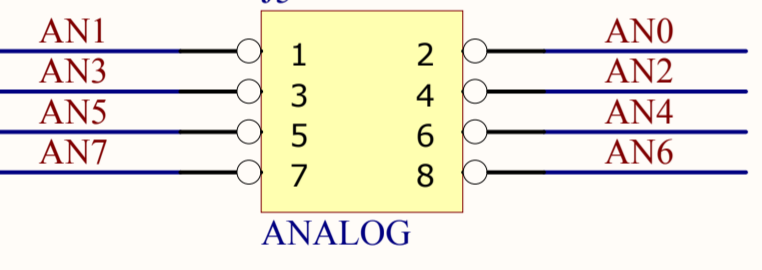 AN1 AN0
1 2
AN3 AN2
3 4
AN5 AN4
5 6
AN7 AN6
7 8
ANALOG